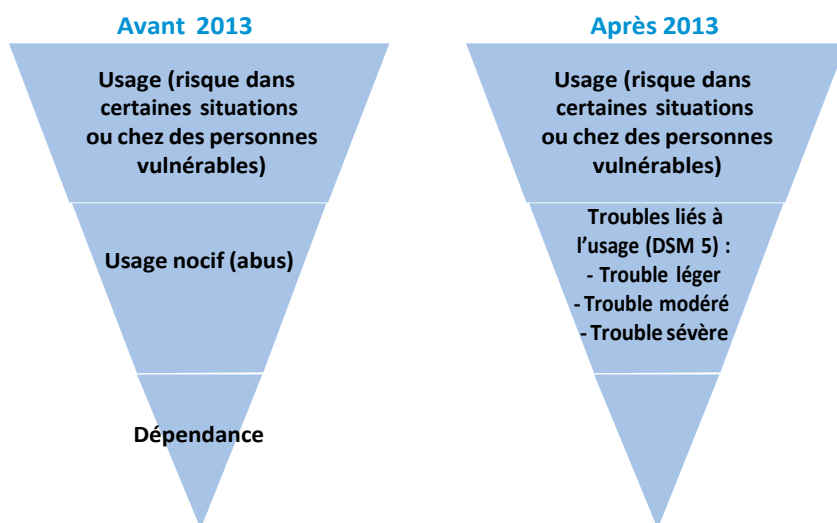 Avant 2013
Usage (risque dans
certaines situations
ou chez des personnes
vulnérables)
Usage nocif (abus)
Dépendance
Après 2013
Usage (risque dans
certaines situations
ou chez des personnes
vulnérables)
Troubles liés à
l'usage (DSM 5) :
- Trouble léger
- Trouble modéré
- Trouble sévère